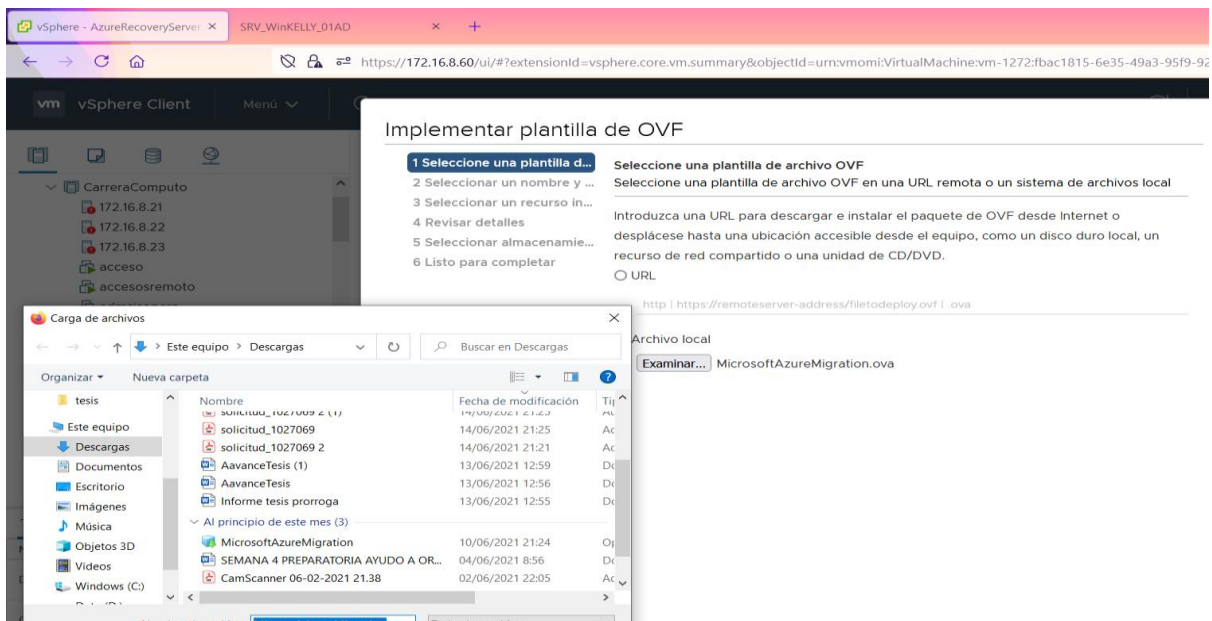 vSphere - AzureRecoveryServer
SRV_WinKELLY_01AD
https://172.16.8.60/ui/#?extensionId=vsphere.core.vm.summary&objectId=urn:vmomi:VirtualMachine:vm-1272:fbac1815-6e35-49a3-95f9-92
vm vSphere Client Menú
CarreraComputo
172.16.8.21
172.16.8.22
172.16.8.23
acceso
accesosremoto
Implementar plantilla de OVF
1 Seleccione una plantilla d...
2 Seleccionar un nombre y ...
3 Seleccionar un recurso in...
4 Revisar detalles
5 Seleccionar almacenamie...
6 Listo para completar
Seleccione una plantilla de archivo OVF
Seleccione una plantilla de archivo OVF en una URL remota o un sistema de archivos local
Introduzca una URL para descargar e instalar el paquete de OVF desde Internet o
desplácese hasta una ubicación accesible desde el equipo, como un disco duro local, un
recurso de red compartido o una unidad de CD/DVD.
URL
http | https://remoteserver-address/filetodeploy.ovf | .ova
Archivo local
Examinar... MicrosoftAzureMigration.ova
Carga de archivos
Este equipo > Descargas
Buscar en Descargas
Organizar Nueva carpeta
tesis
Este equipo
Descargas
Documentos
Escritorio
Imágenes
Música
Objetos 3D
Videos
Windows (C:)
Nombre Fecha de modificación
solicitud_1027069 2 (1) 14/06/2021 21:25
solicitud_1027069 14/06/2021 21:25
solicitud_1027069 2 14/06/2021 21:21
AavanceTesis (1) 13/06/2021 12:59
AavanceTesis 13/06/2021 12:56
Informe tesis prorroga 13/06/2021 12:55
Al principio de este mes (3)
MicrosoftAzureMigration 10/06/2021 21:24
SEMANA 4 PREPARATORIA AYUDO A OR... 04/06/2021 8:56
CamScanner 06-02-2021 21.38 02/06/2021 22:05